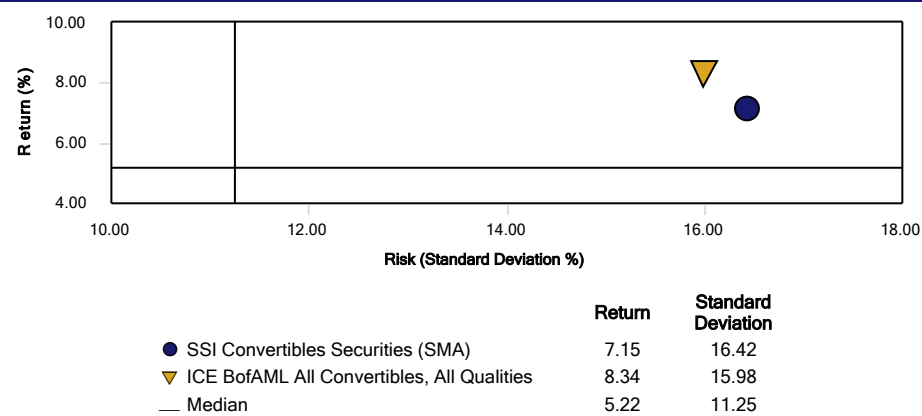 10.00
8.00
6.00
4.00
Return (%)
10.00 12.00 14.00 16.00 18.00
Risk (Standard Deviation %)
Return Standard Deviation
SSI Convertibles Securities (SMA) 7.15 16.42
ICE BofAML All Convertibles, All Qualities 8.34 15.98
Median 5.22 11.25